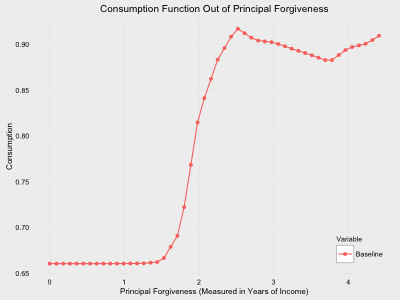 Consumption Function Out of Principal Forgiveness
Consumption
0.90
0.85
0.80
0.75
0.70
0.65
0
1
2
3
4
Principal Forgiveness (Measured in Years of Income)
Variable
Baseline